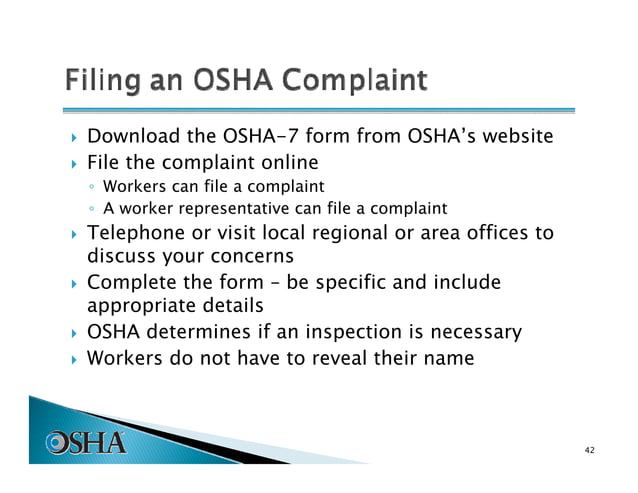 Filing an OSHA Complaint
Download the OSHA-7 form from OSHA’s website
File the complaint online
Workers can file a complaint
A worker representative can file a complaint
Telephone or visit local regional or area offices to
discuss your concerns
Complete the form – be specific and include
appropriate details
OSHA determines if an inspection is necessary
Workers do not have to reveal their name
OSHA
42